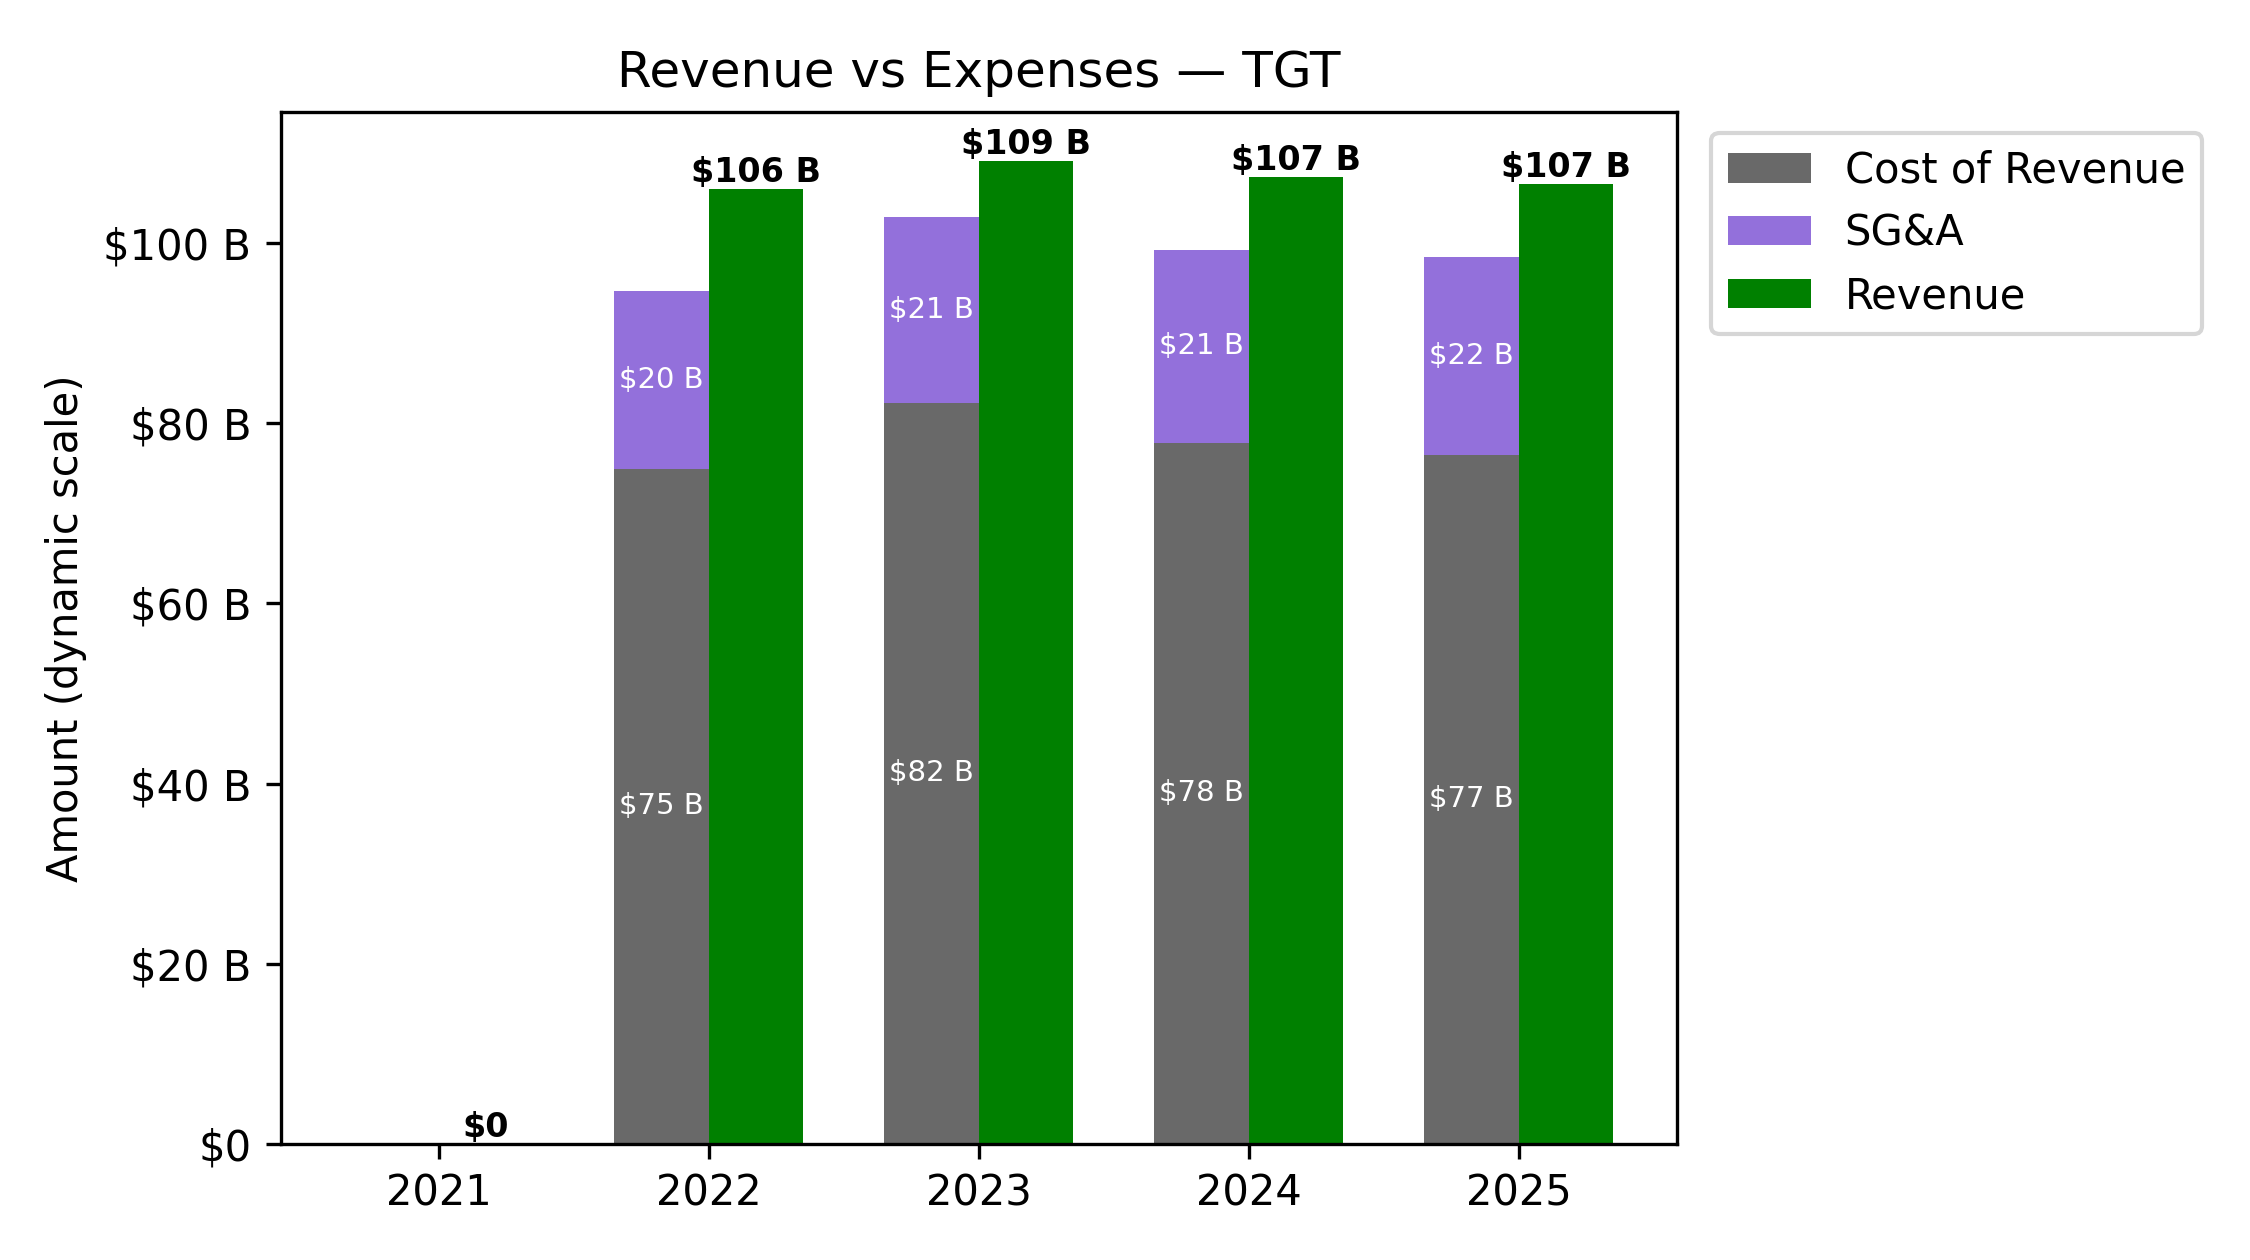 Revenue vs Expenses — TGT
Amount (dynamic scale)
$100 B
$80 B
$60 B
$40 B
$20 B
$0
$0
$106 B
$20 B
$75 B
$109 B
$21 B
$82 B
$107 B
$21 B
$78 B
$107 B
$22 B
$77 B
2021
2022
2023
2024
2025
Cost of Revenue
SG&A
Revenue